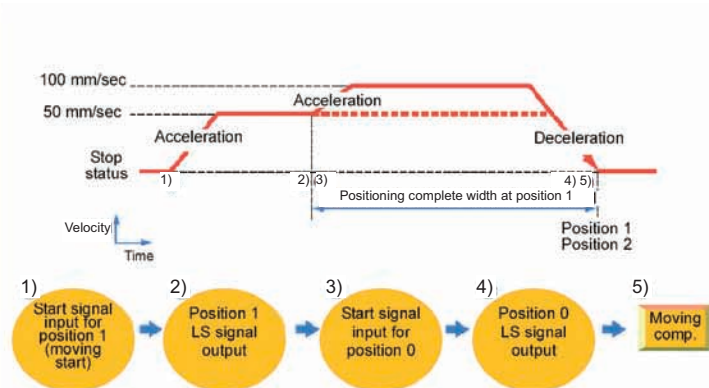 100 mm/sec
Acceleration
50 mm/sec
Acceleration
Deceleration
Stop
status
1)
2)
3)
4)
5)
Positioning complete width at position 1
Velocity
Time
Position 1
Position 2
1)
Start signal
input for
position 1
(moving
start)
2)
Position 1
LS signal
output
3)
Start signal
input for
position 0
4)
Position 0
LS signal
output
5)
Moving
comp.